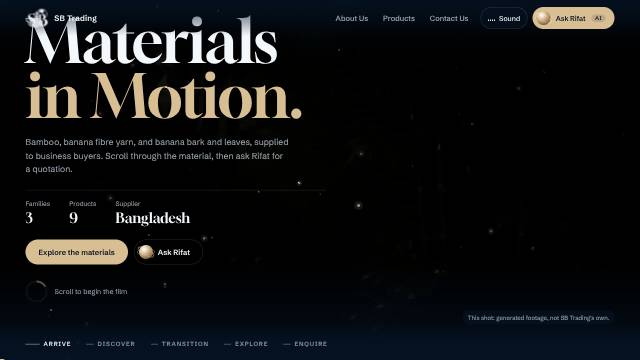 SB Trading
About Us
Products
Contact Us
Sound
Ask Rifat AI
Materials
in Motion.
Bamboo, banana fibre yarn, and banana bark and leaves, supplied
to business buyers. Scroll through the material, then ask Rifat for
a quotation.
Families
Products
Supplier
3
9
Bangladesh
Explore the materials
Ask Rifat
Scroll to begin the film
This shot: generated footage, not SB Trading's own.
ARRIVE
DISCOVER
TRANSITION
EXPLORE
ENQUIRE